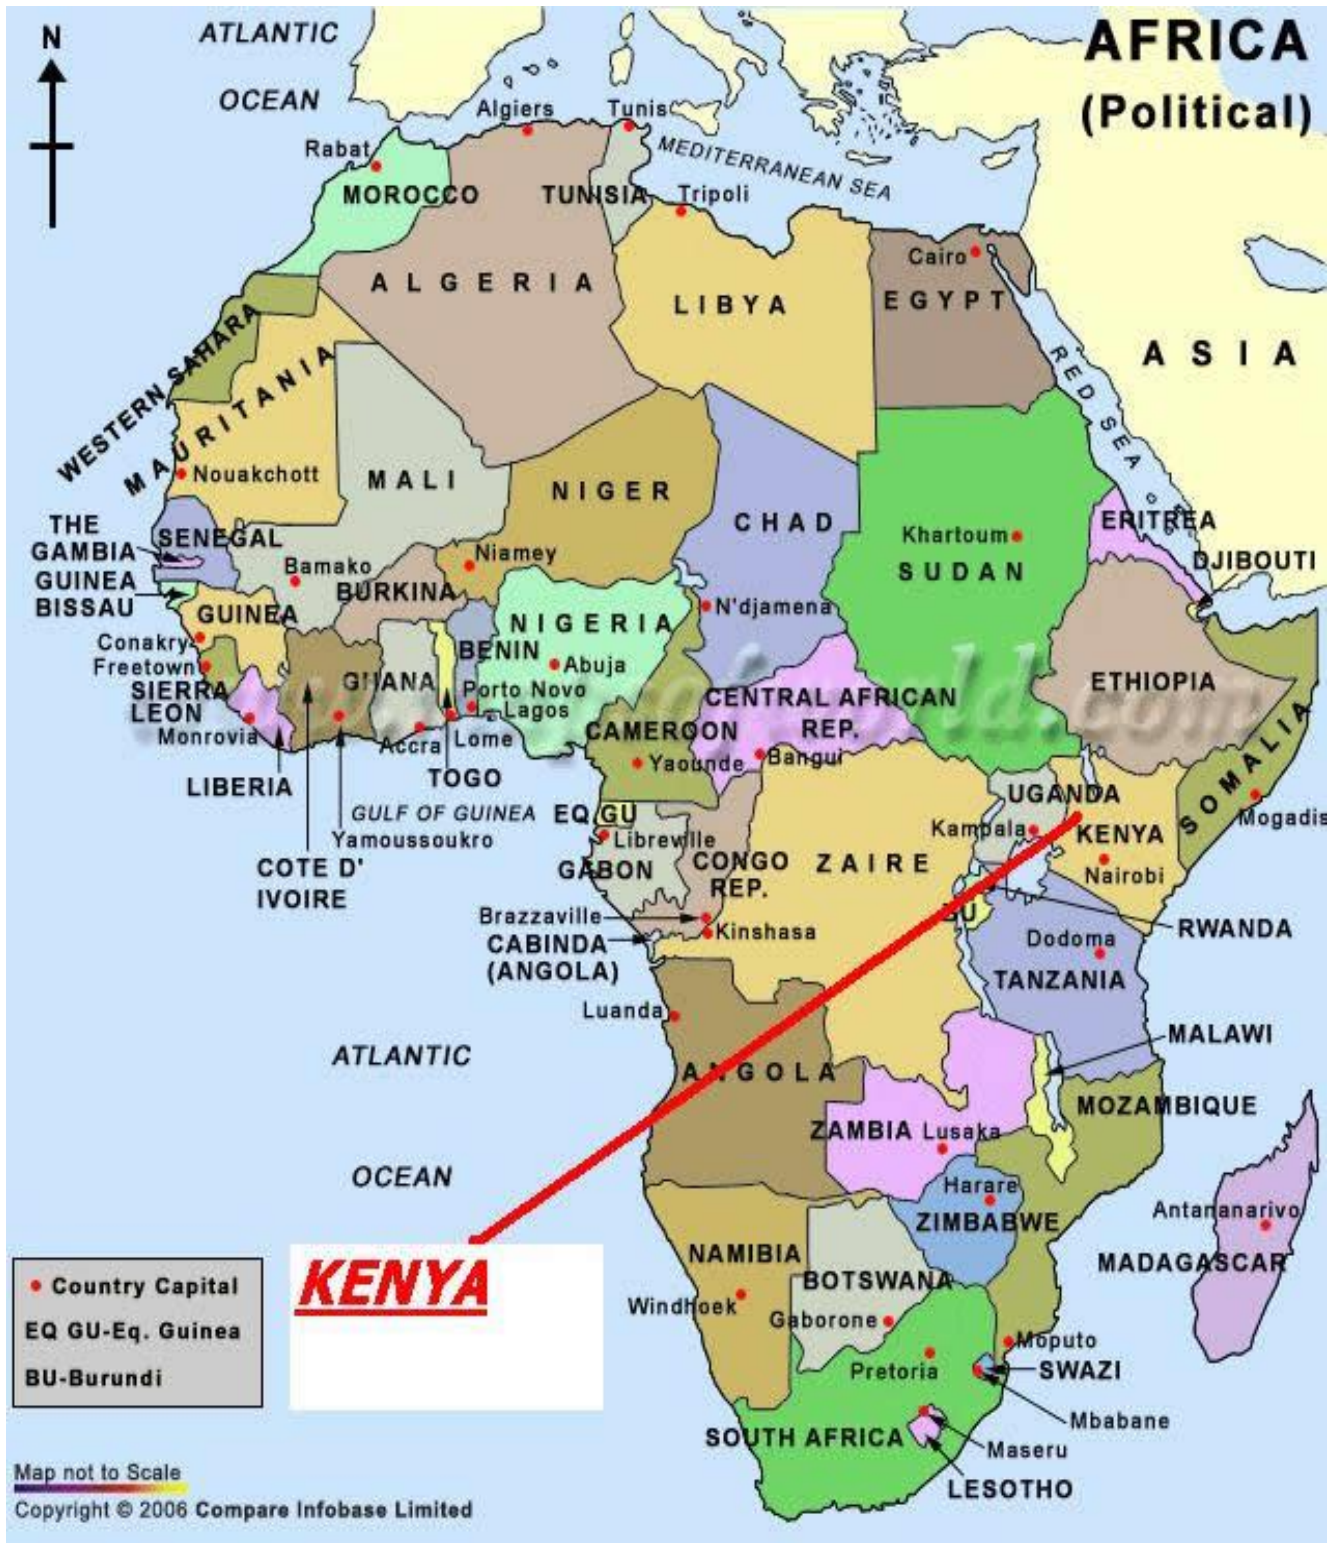 AFRICA
(Political)
N
ATLANTIC
OCEAN
Algiers
Tunis
Rabat
MEDITERRANEAN SEA
MOROCCO
TUNISIA
Tripoli
Cairo
ALGERIA
LIBYA
EGYPT
ASIA
RED SEA
WESTERN SAHARA
MAURITANIA
Nouakchott
MALI
NIGER
CHAD
Khartoum
SUDAN
ERITREA
DJIBOUTI
THE
GAMBIA
SENEGAL
GUINEA
BISSAU
Bamako
BURKINA
Niamey
N'djamena
GUINEA
NIGERIA
Conakry
Freetown
SIERRA
LEON
Monrovia
GHANA
BENIN
Abuja
Porto Novo
Lagos
Accra
Lome
TOGO
LIBERIA
CENTRAL AFRICAN
REP.
ETHIOPIA
CAMEROON
Yaounde
Bangui
SOMALIA
Mogadis
GULF OF GUINEA
Yamoussoukro
COTE D'
IVOIRE
EQ GU
Libreville
GABON
CONGO
REP.
ZAIRE
UGANDA
Kampala
KENYA
Nairobi
Brazzaville
Kinshasa
CABINDA
(ANGOLA)
BU
RWANDA
Dodoma
TANZANIA
Luanda
ATLANTIC
OCEAN
ANGOLA
MALAWI
MOZAMBIQUE
ZAMBIA
Lusaka
Harare
ZIMBABWE
Antananarivo
MADAGASCAR
NAMIBIA
Windhoek
BOTSWANA
Gaborone
Pretoria
Moputo
SWAZI
Mbabane
SOUTH AFRICA
Maseru
LESOTHO
KENYA
Country Capital
EQ GU-Eq. Guinea
BU-Burundi
Map not to Scale
Copyright © 2006 Compare Infobase Limited